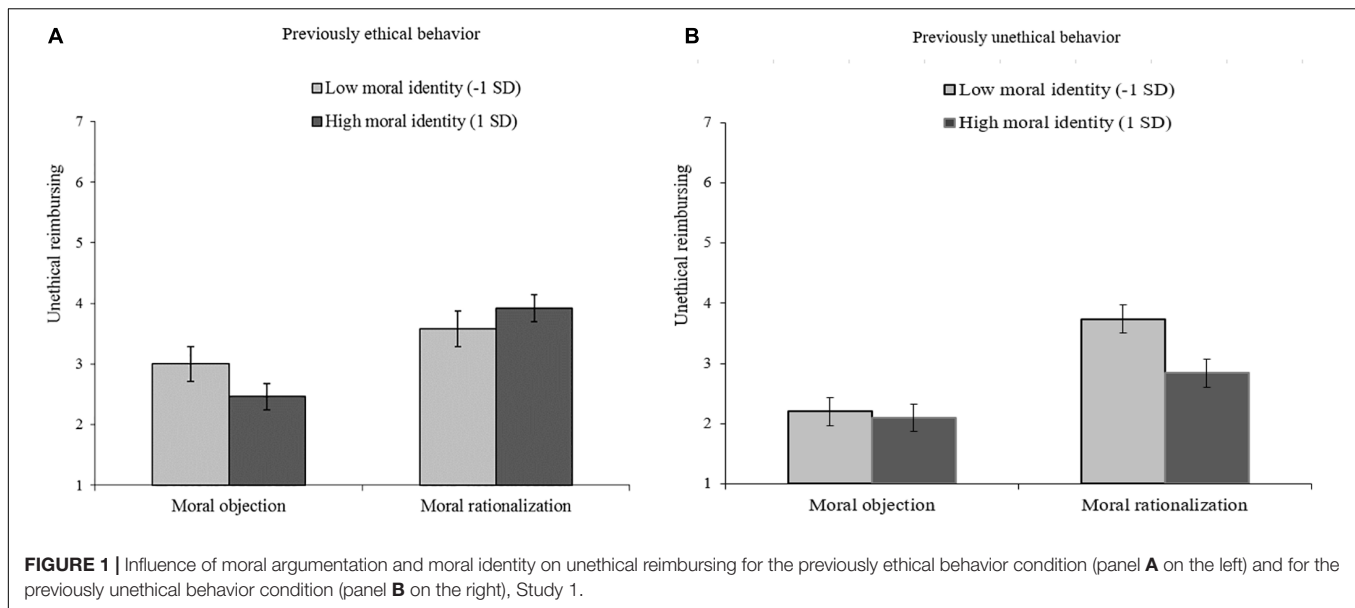 A
Previously ethical behavior
Low moral identity (-1 SD)
High moral identity (1 SD)
Unethical reimbursing
7
6
5
4
3
2
1
Moral objection
Moral rationalization
B
Previously unethical behavior
Low moral identity (-1 SD)
High moral identity (1 SD)
Unethical reimbursing
7
6
5
4
3
2
1
Moral objection
Moral rationalization
FIGURE 1 | Influence of moral argumentation and moral identity on unethical reimbursing for the previously ethical behavior condition (panel A on the left) and for the
previously unethical behavior condition (panel B on the right), Study 1.